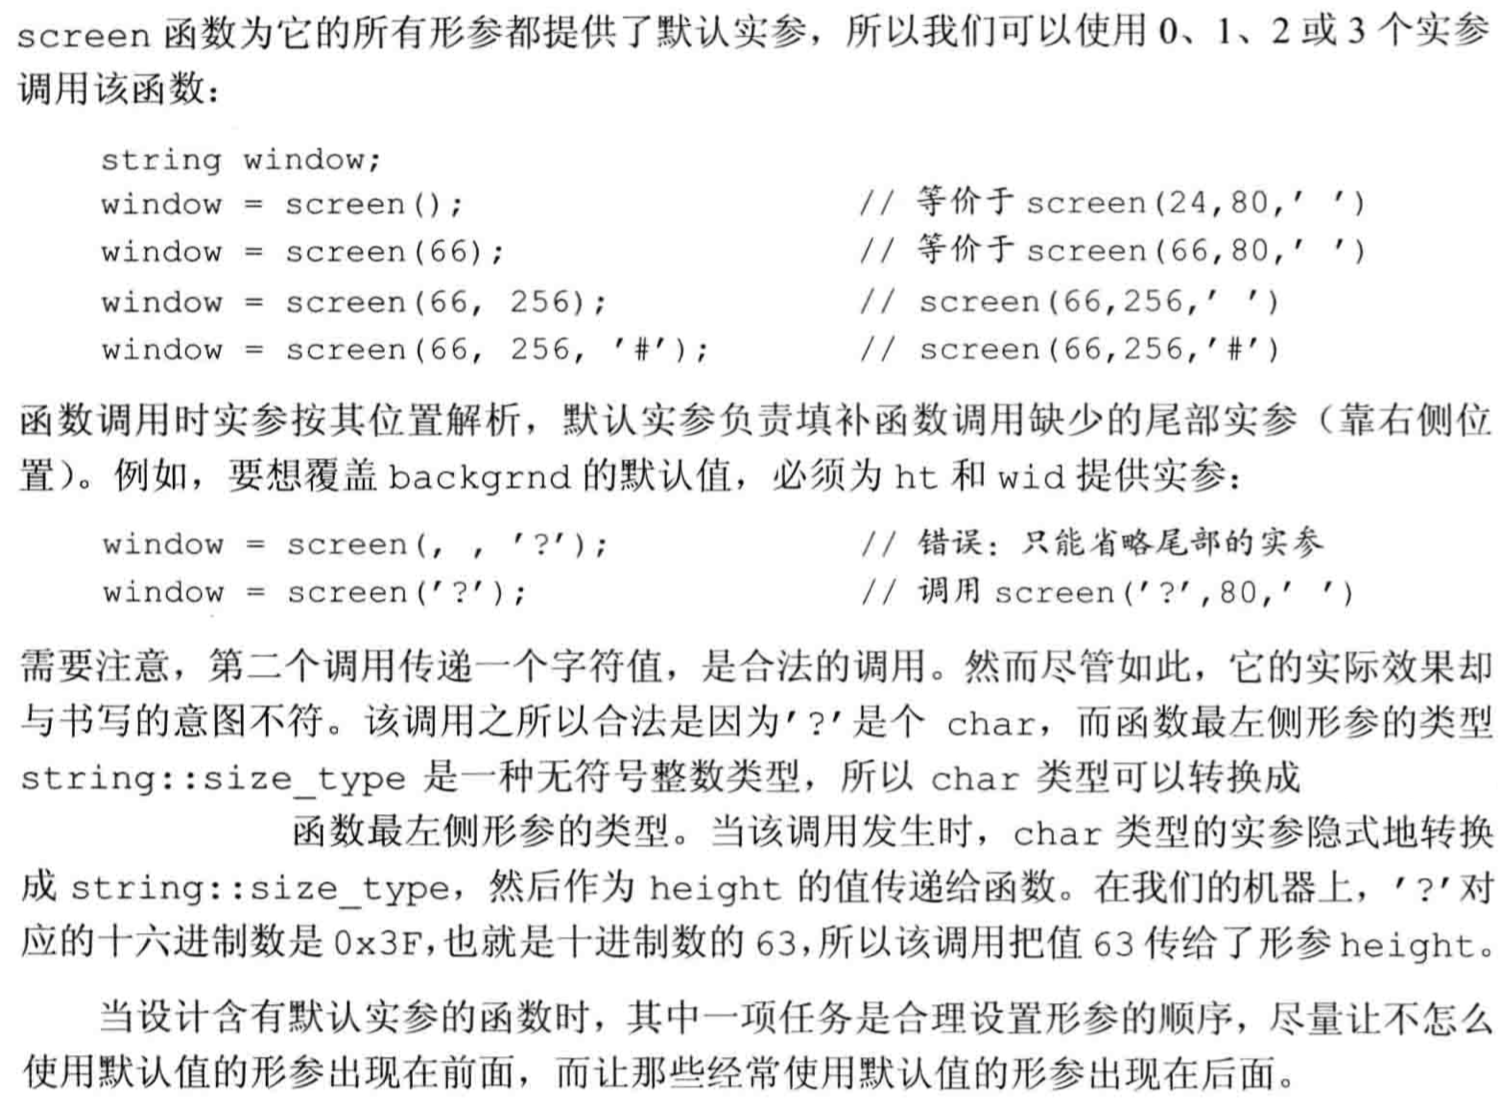 screen 函数为它的所有形参都提供了默认实参，所以我们可以使用 0、1、2 或 3 个实参
调用该函数：
string window;
window = screen(); // 等价于 screen(24,80,' ')
window = screen(66); // 等价于 screen(66,80,' ')
window = screen(66, 256); // screen(66,256,' ')
window = screen(66, 256, '#'); // screen(66,256,'#')
函数调用时实参按其位置解析，默认实参负责填补函数调用缺少的尾部实参（靠右侧位
置）。例如，要想覆盖 backgrnd 的默认值，必须为 ht 和 wid 提供实参：
window = screen(, , '?'); // 错误：只能省略尾部的实参
window = screen('?'); // 调用 screen('?',80,' ')
需要注意，第二个调用传递一个字符值，是合法的调用。然而尽管如此，它的实际效果却
与书写的意图不符。该调用之所以合法是因为'?'是个 char，而函数最左侧形参的类型
string::size_type 是一种无符号整数类型，所以 char 类型可以转换成
函数最左侧形参的类型。当该调用发生时，char 类型的实参隐式地转换
成 string::size_type，然后作为 height 的值传递给函数。在我们的机器上，'?'对
应的十六进制数是 0x3F,也就是十进制数的 63,所以该调用把值 63 传给了形参 height。
当设计含有默认实参的函数时，其中一项任务是合理设置形参的顺序，尽量让不怎么
使用默认值的形参出现在前面，而让那些经常使用默认值的形参出现在后面。